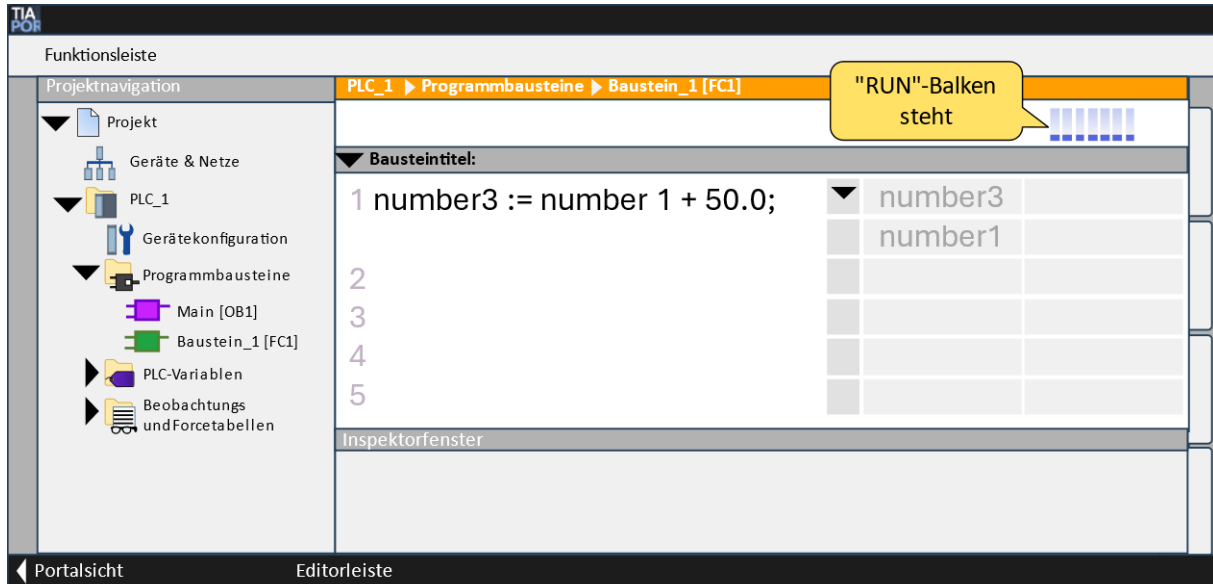 TIA
POR
Funktionsleiste
Projektnavigation
PLC_1 Programmbausteine Baustein_1 [FC1]
"RUN"-Balken
steht
Projekt
Geräte & Netze
PLC_1
Gerätekonfiguration
Programmbausteine
Main [OB1]
Baustein_1 [FC1]
PLC-Variablen
Beobachtungs
und Forcetabellen
Bausteintitel:
1 number3 := number 1 + 50.0;
2
3
4
5
number3
number1
Inspektorfenster
Portalsicht
Editorleiste